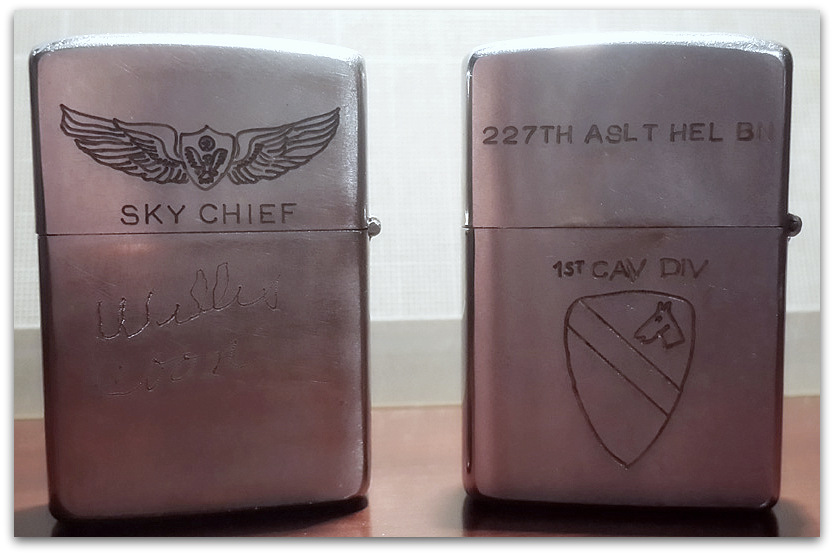 SKY CHIEF
227TH ASLT HEL BN
1ST CAV DIV